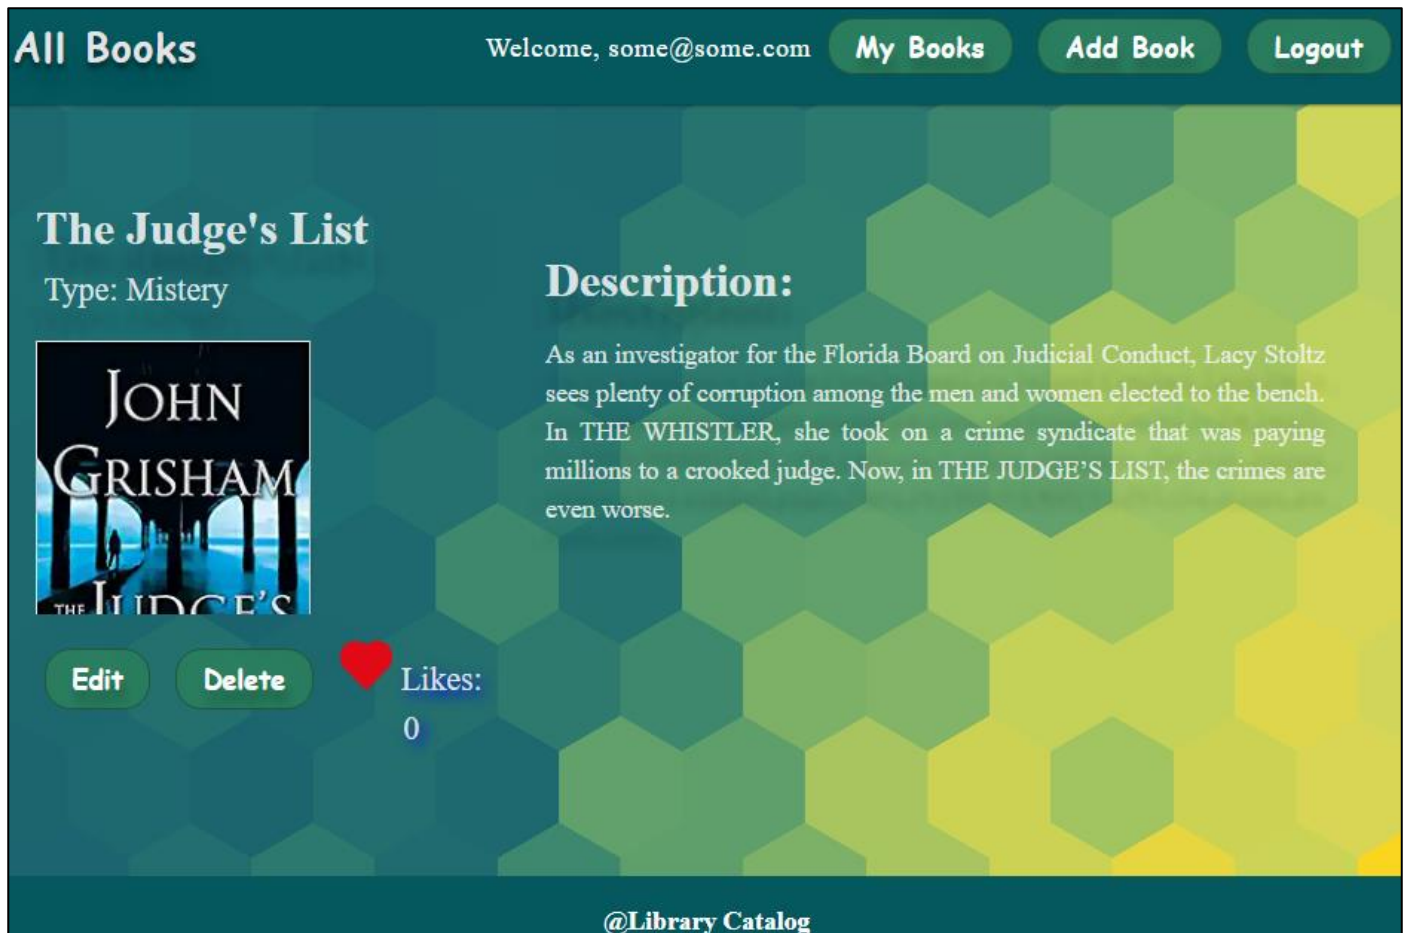 All Books
Welcome, some@some.com
My Books
Add Book
Logout
The Judge's List
Type: Mistery
JOHN
GRISHAM
THE JUDGE'S
Edit
Delete
Likes:
0
Description:
As an investigator for the Florida Board on Judicial Conduct, Lacy Stoltz
sees plenty of corruption among the men and women elected to the bench.
In THE WHISTLER, she took on a crime syndicate that was paying
millions to a crooked judge. Now, in THE JUDGE’S LIST, the crimes are
even worse.
@Library Catalog